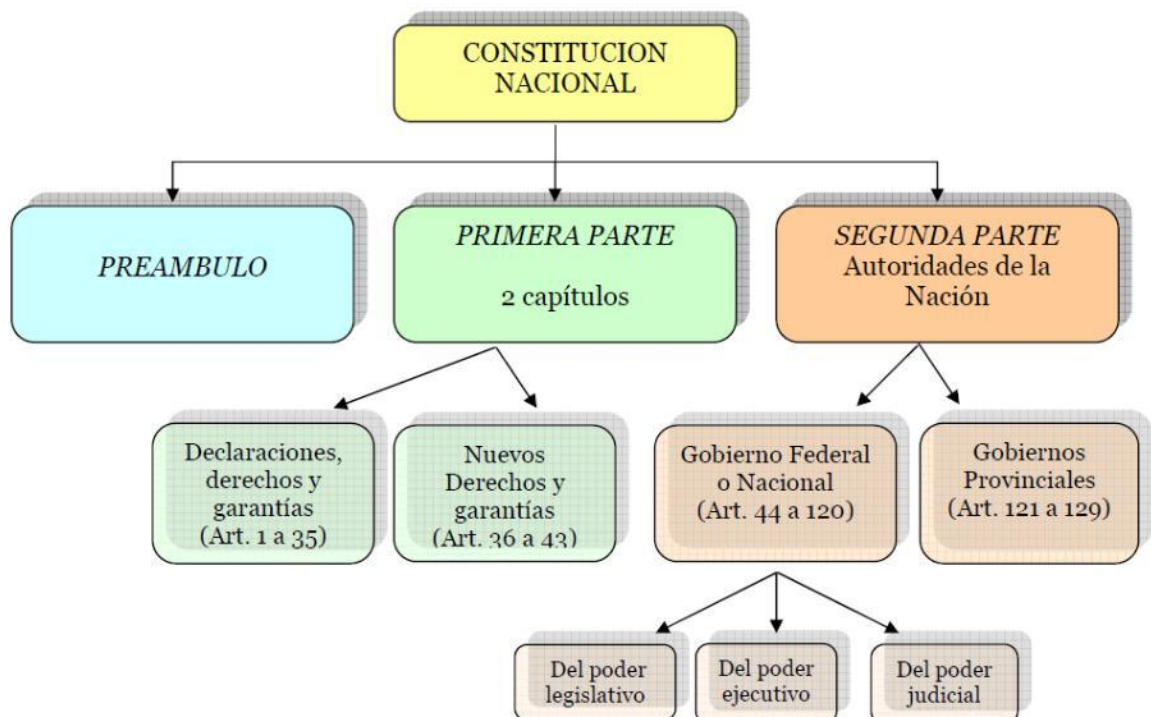 CONSTITUCION
NACIONAL
PREAMBULO
PRIMERA PARTE
2 capítulos
SEGUNDA PARTE
Autoridades de la
Nación
Declaraciones,
derechos y
garantías
(Art. 1 a 35)
Nuevos
Derechos y
garantías
(Art. 36 a 43)
Gobierno Federal
o Nacional
(Art. 44 a 120)
Gobiernos
Provinciales
(Art. 121 a 129)
Del poder
legislativo
Del poder
ejecutivo
Del poder
judicial